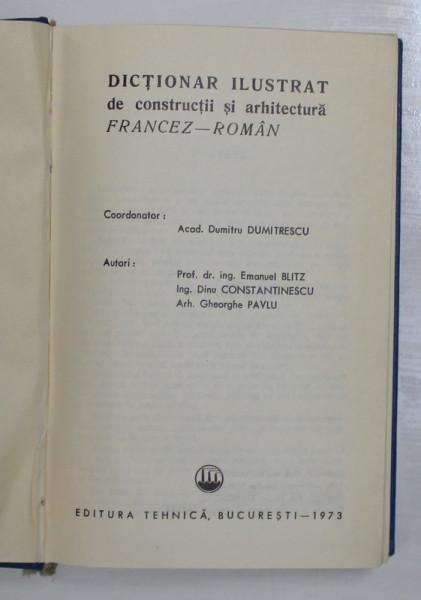 DICȚIONAR ILUSTRAT
de construcții și arhitectură
FRANCEZ—ROMÂN
Coordonator :
Acad. Dumitru DUMITRESCU
Autori :
Prof. dr. ing. Emanuel BLITZ
Ing. Dinu CONSTANTINESCU
Arh. Gheorghe PAVLU
EDITURA TEHNICĂ, BUCUREȘTI—1973